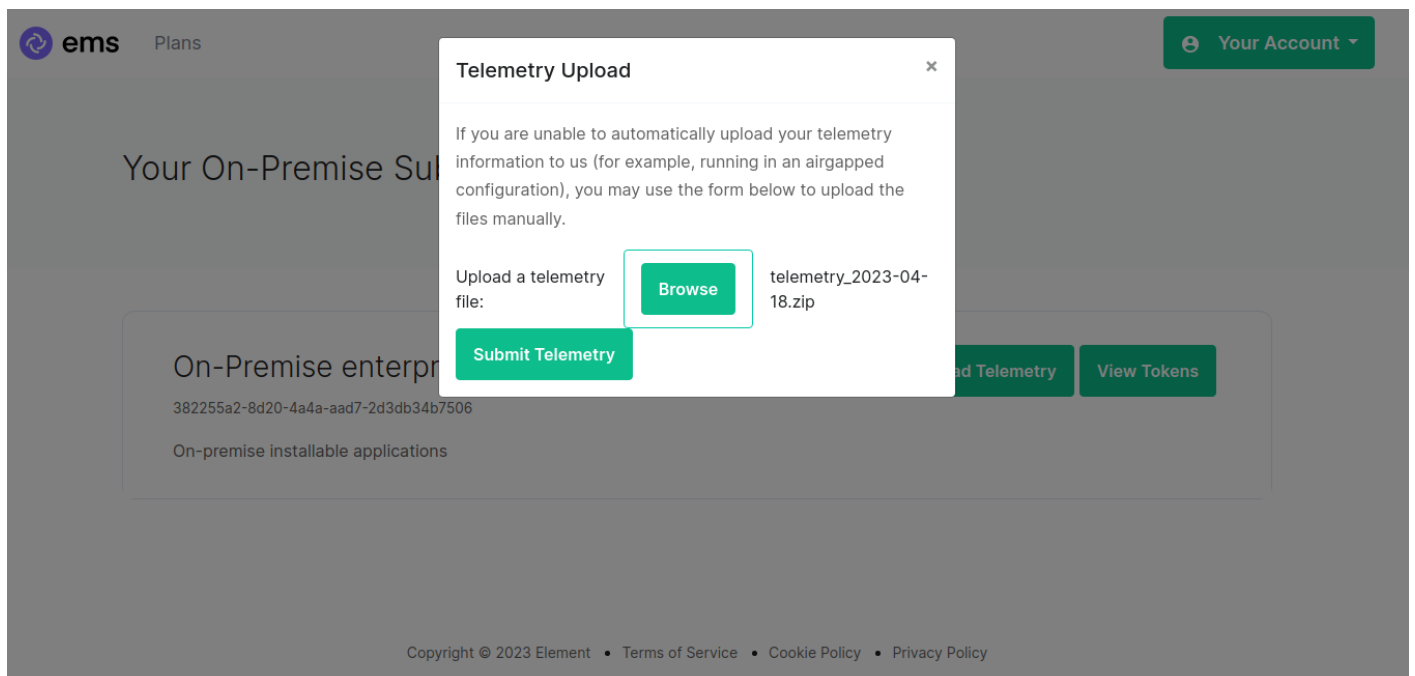 ems
Plans
Your Account
Telemetry Upload
×
If you are unable to automatically upload your telemetry
information to us (for example, running in an airgapped
configuration), you may use the form below to upload the
files manually.
Upload a telemetry
file:
Browse
telemetry_2023-04-
18.zip
Submit Telemetry
Your On-Premise
On-Premise
Telemetry
View Tokens
382255a2-8d20-4a4a-aad7-2d3db34b7506
On-premise installable applications
Copyright © 2023 Element • Terms of Service • Cookie Policy • Privacy Policy